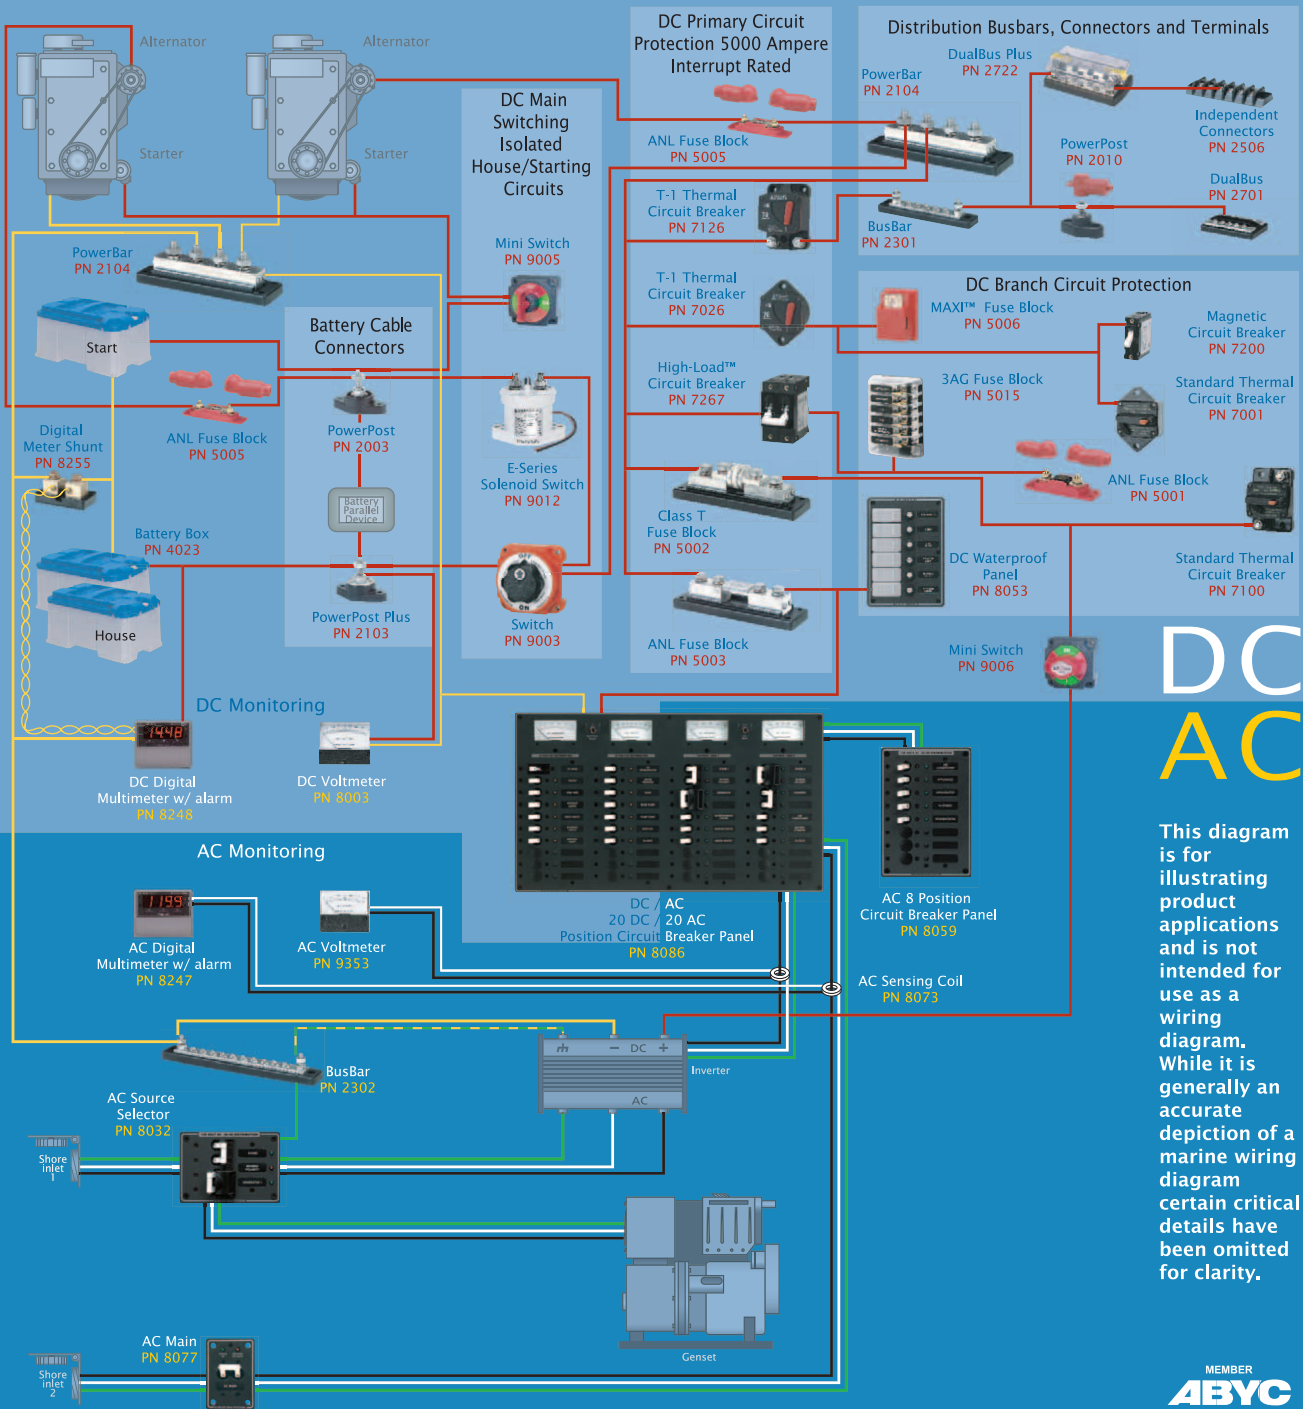 Alternator
Alternator
Starter
Starter
DC Primary Circuit
Protection 5000 Ampere
Interrupt Rated
ANL Fuse Block
PN 5005
T-1 Thermal
Circuit Breaker
PN 7126
T-1 Thermal
Circuit Breaker
PN 7026
High-Load™
Circuit Breaker
PN 7267
Class T
Fuse Block
PN 5002
ANL Fuse Block
PN 5003
Distribution Busbars, Connectors and Terminals
PowerBar
PN 2104
DualBus Plus
PN 2722
Independent
Connectors
PN 2506
PowerPost
PN 2010
DualBus
PN 2701
BusBar
PN 2301
DC Main
Switching
Isolated
House/Starting
Circuits
Mini Switch
PN 9005
E-Series
Solenoid Switch
PN 9012
OFF
ON
Switch
PN 9003
DC Branch Circuit Protection
MAXI™ Fuse Block
PN 5006
Magnetic
Circuit Breaker
PN 7200
3AG Fuse Block
PN 5015
Standard Thermal
Circuit Breaker
PN 7001
ANL Fuse Block
PN 5001
DC Waterproof
Panel
PN 8053
Standard Thermal
Circuit Breaker
PN 7100
Mini Switch
PN 9006
PowerBar
PN 2104
Start
Battery Cable
Connectors
PowerPost
PN 2003
Battery
Parallel
Device
PowerPost Plus
PN 2103
ANL Fuse Block
PN 5005
Digital
Meter Shunt
PN 8255
Battery Box
PN 4023
House
DC Monitoring
14.48
DC Digital
Multimeter w/ alarm
PN 8248
DC Voltmeter
PN 8003
AC Monitoring
119.9
AC Digital
Multimeter w/ alarm
PN 8247
AC Voltmeter
PN 9353
DC / AC
20 DC / 20 AC
Position Circuit Breaker Panel
PN 8086
AC 8 Position
Circuit Breaker Panel
PN 8059
AC Sensing Coil
PN 8073
BusBar
PN 2302
– DC +
AC
Inverter
AC Source
Selector
PN 8032
Shore
inlet
1
Genset
AC Main
PN 8077
Shore
inlet
2
DC
AC
This diagram
is for
illustrating
product
applications
and is not
intended for
use as a
wiring
diagram.
While it is
generally an
accurate
depiction of a
marine wiring
diagram
certain critical
details have
been omitted
for clarity.
MEMBER
ABYC